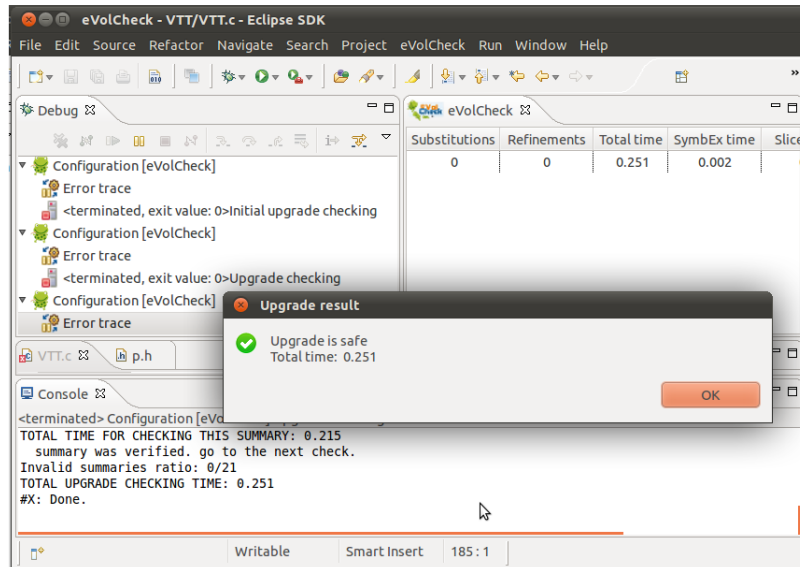 eVolCheck - VTT/VTT.c - Eclipse SDK
File Edit Source Refactor Navigate Search Project eVolCheck Run Window Help
Debug
eVolCheck
Substitutions Refinements Total time SymbEx time Slice
0 0 0.251 0.002
Configuration [eVolCheck]
Error trace
<terminated, exit value: 0>Initial upgrade checking
Configuration [eVolCheck]
Error trace
<terminated, exit value: 0>Upgrade checking
Configuration [eVolCheck]
Error trace
Upgrade result
Upgrade is safe
Total time: 0.251
OK
VTT.c p.h
Console
<terminated> Configuration [eVo
TOTAL TIME FOR CHECKING THIS SUMMARY: 0.215
summary was verified. go to the next check.
Invalid summaries ratio: 0/21
TOTAL UPGRADE CHECKING TIME: 0.251
#X: Done.
Writable Smart Insert 185 : 1